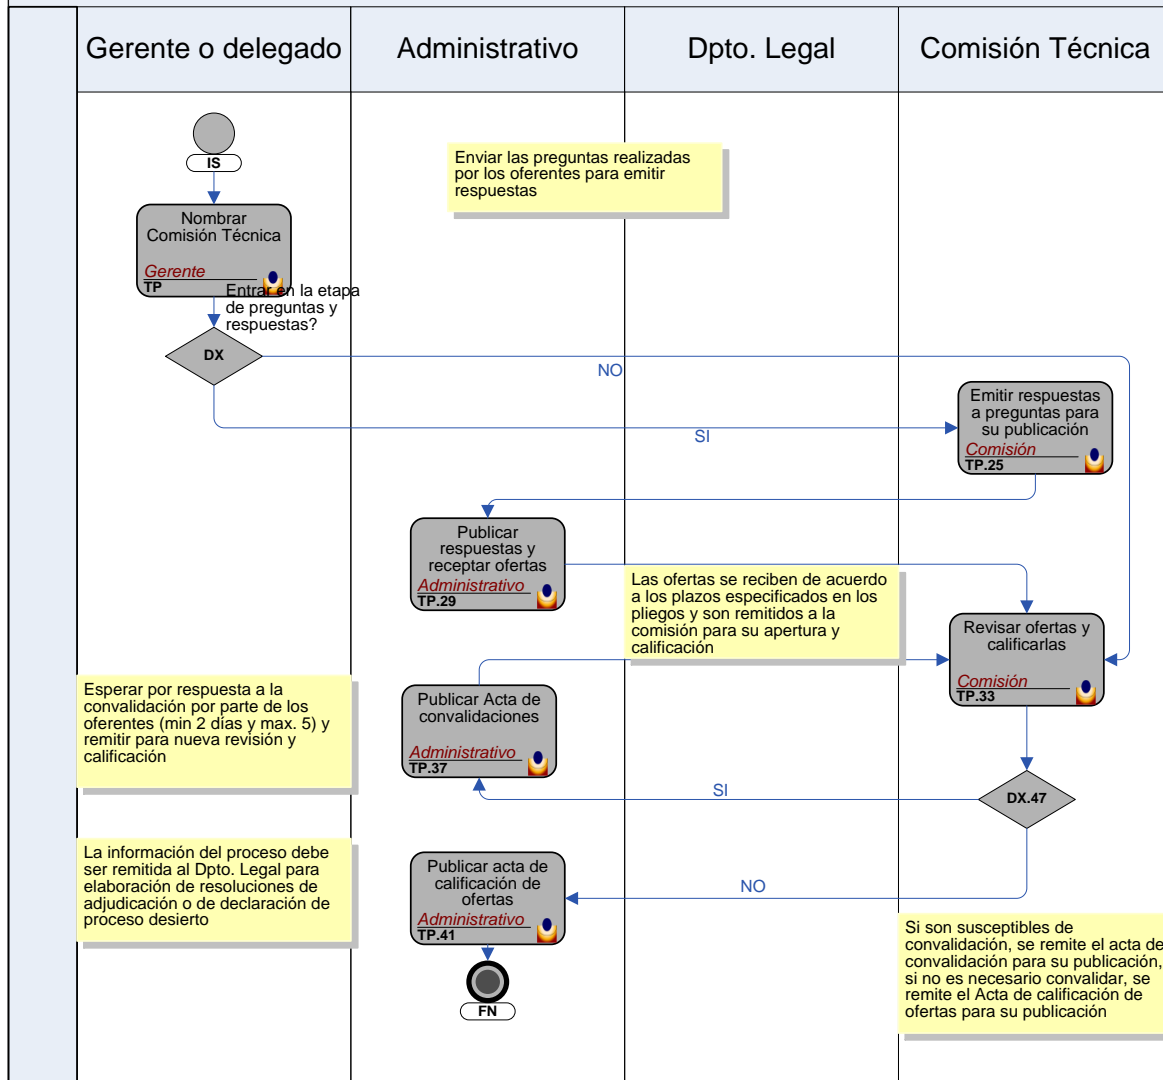 Gerente o delegado
Administrativo
Dpto. Legal
Comisión Técnica
IS
Enviar las preguntas realizadas
por los oferentes para emitir
respuestas
Nombrar
Comisión Técnica
Gerente
TP
Entrar en la etapa
de preguntas y
respuestas?
DX
NO
SI
Emitir respuestas
a preguntas para
su publicación
Comisión
TP.25
Publicar
respuestas y
receptar ofertas
Administrativo
TP.29
Las ofertas se reciben de acuerdo
a los plazos especificados en los
pliegos y son remitidos a la
comisión para su apertura y
calificación
Revisar ofertas y
calificarlas
Comisión
TP.33
Esperar por respuesta a la
convalidación por parte de los
oferentes (min 2 días y max. 5) y
remitir para nueva revisión y
calificación
Publicar Acta de
convalidaciones
Administrativo
TP.37
SI
DX.47
La información del proceso debe
ser remitida al Dpto. Legal para
elaboración de resoluciones de
adjudicación o de declaración de
proceso desierto
Publicar acta de
calificación de
ofertas
Administrativo
TP.41
NO
Si son susceptibles de
convalidación, se remite el acta de
convalidación para su publicación,
si no es necesario convalidar, se
remite el Acta de calificación de
ofertas para su publicación
FN